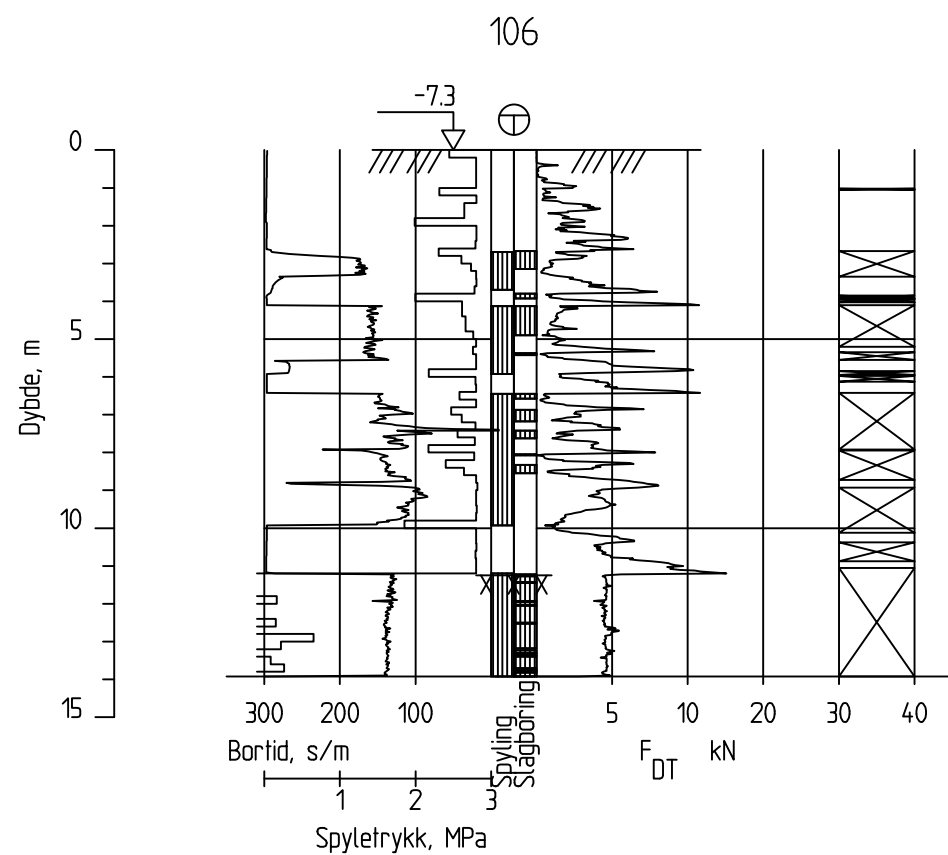 106
-7.3
0
5
10
15
Dybde, m
300 200 100 5 10 20 30 40
Bortid, s/m
Spyling
Slagboring
F DT kN
1 2 3
Spyletrykk, MPa